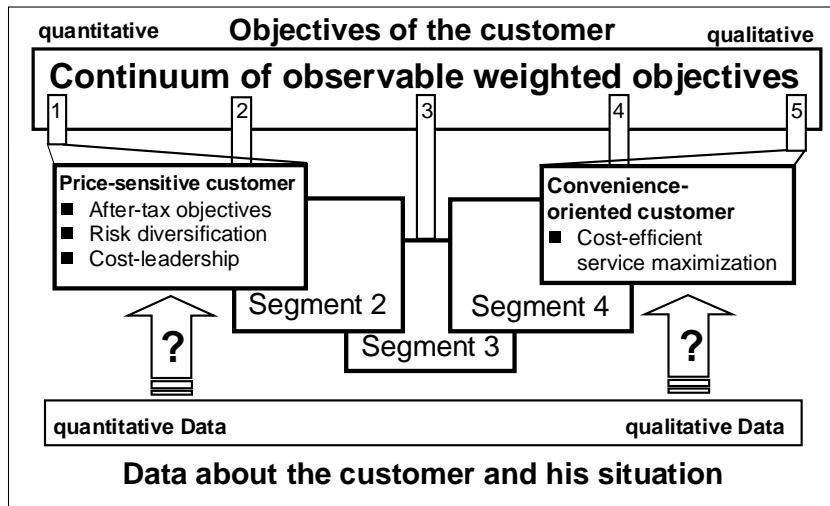 quantitative Objectives of the customer qualitative
Continuum of observable weighted objectives
1 2 3 4 5
Price-sensitive customer
■ After-tax objectives
■ Risk diversification
■ Cost-leadership
Convenience-
oriented customer
■ Cost-efficient
service maximization
Segment 2
Segment 4
Segment 3
? ?
quantitative Data qualitative Data
Data about the customer and his situation